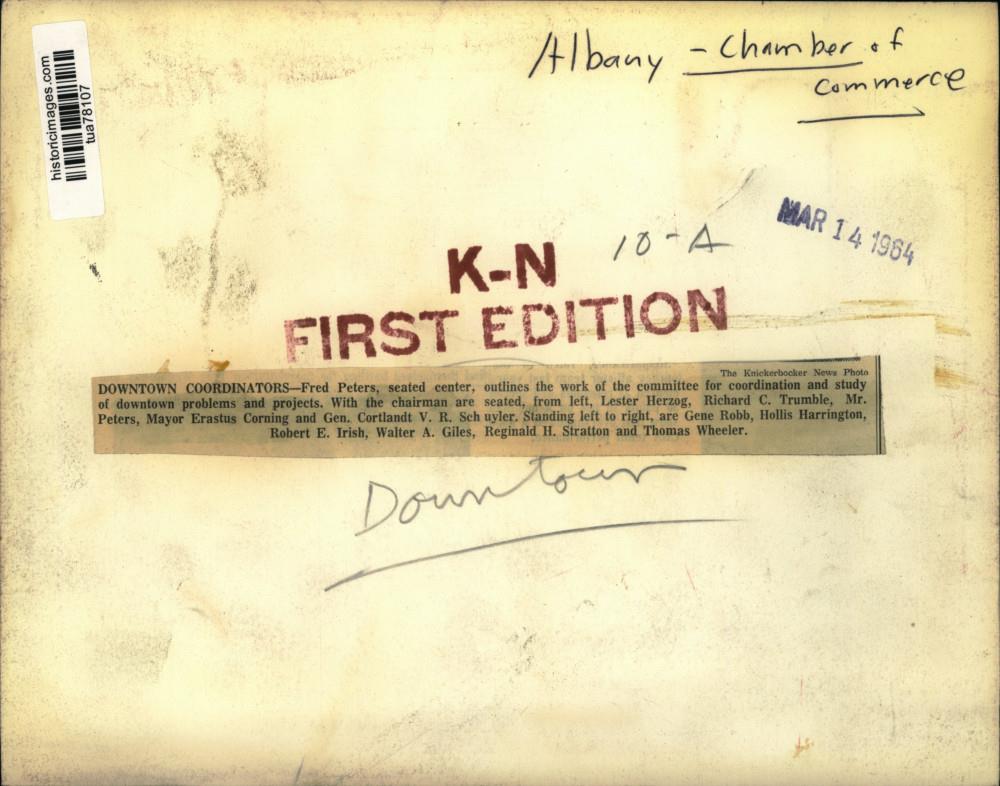 historicimages.com
tua78107
Albany - Chamber of
commerce
MAR 14 1964
10-A
K-N
FIRST EDITION
The Knickerbocker News Photo
DOWNTOWN COORDINATORS—Fred Peters, seated center, outlines the work of the committee for coordination and study
of downtown problems and projects. With the chairman are seated, from left, Lester Herzog, Richard C. Trumble, Mr.
Peters, Mayor Erastus Corning and Gen. Cortlandt V. R. Schuyler. Standing left to right, are Gene Robb, Hollis Harrington,
Robert E. Irish, Walter A. Giles, Reginald H. Stratton and Thomas Wheeler.
Downtown